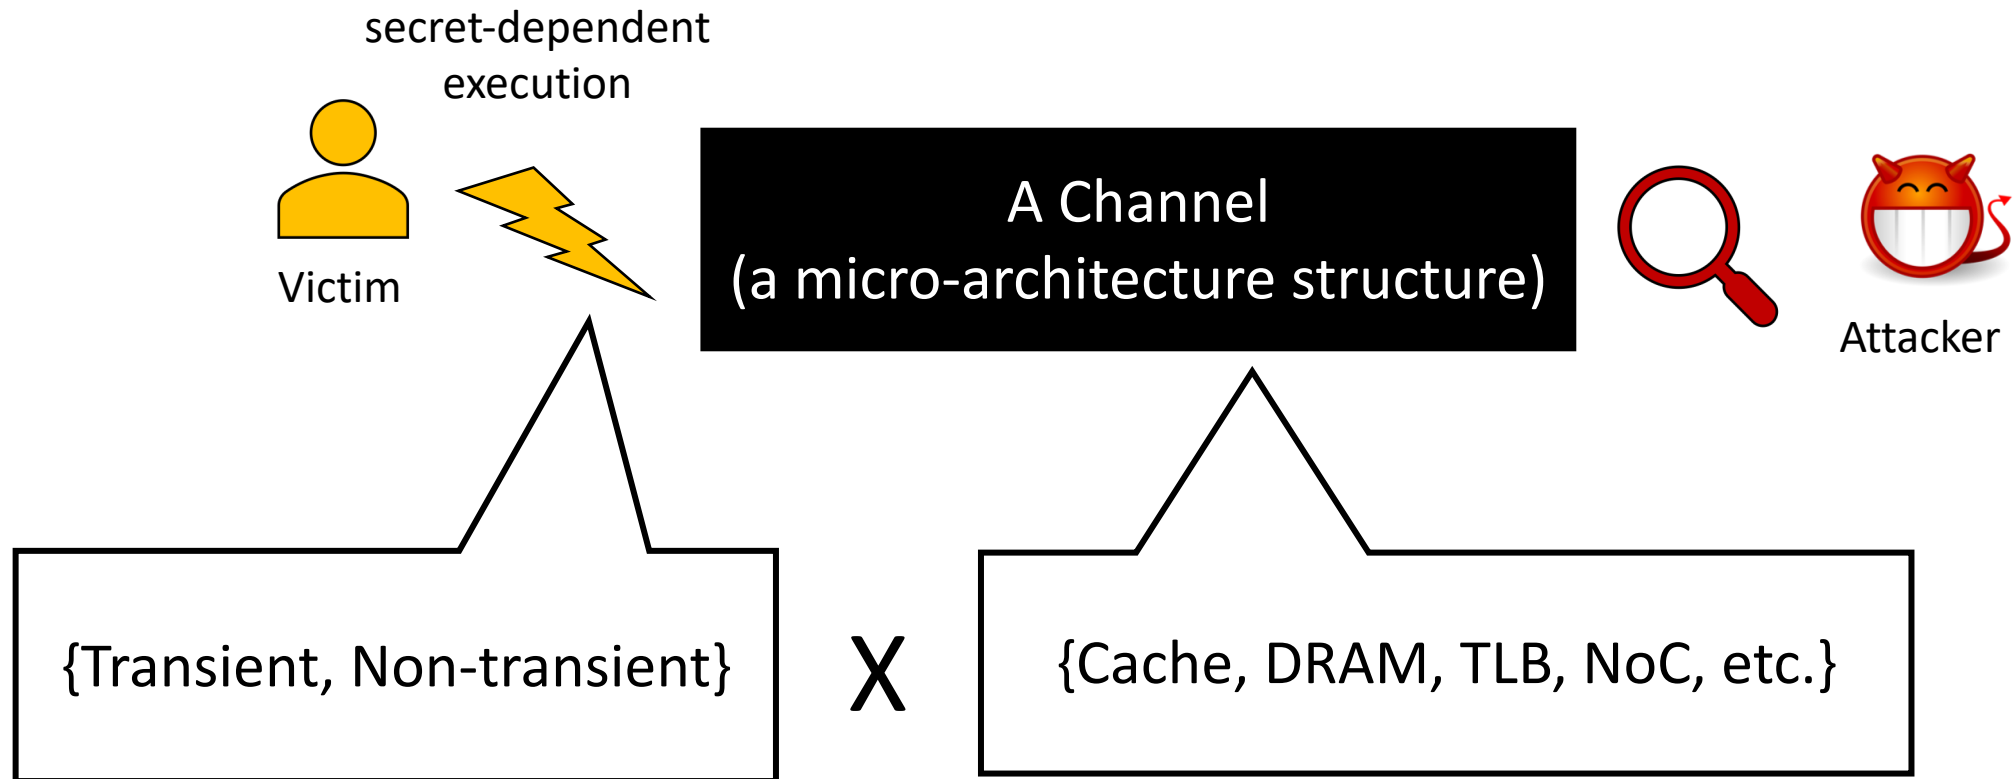 secret-dependent
execution
Victim
A Channel
(a micro-architecture structure)
Attacker
{Transient, Non-transient}
X
{Cache, DRAM, TLB, NoC, etc.}